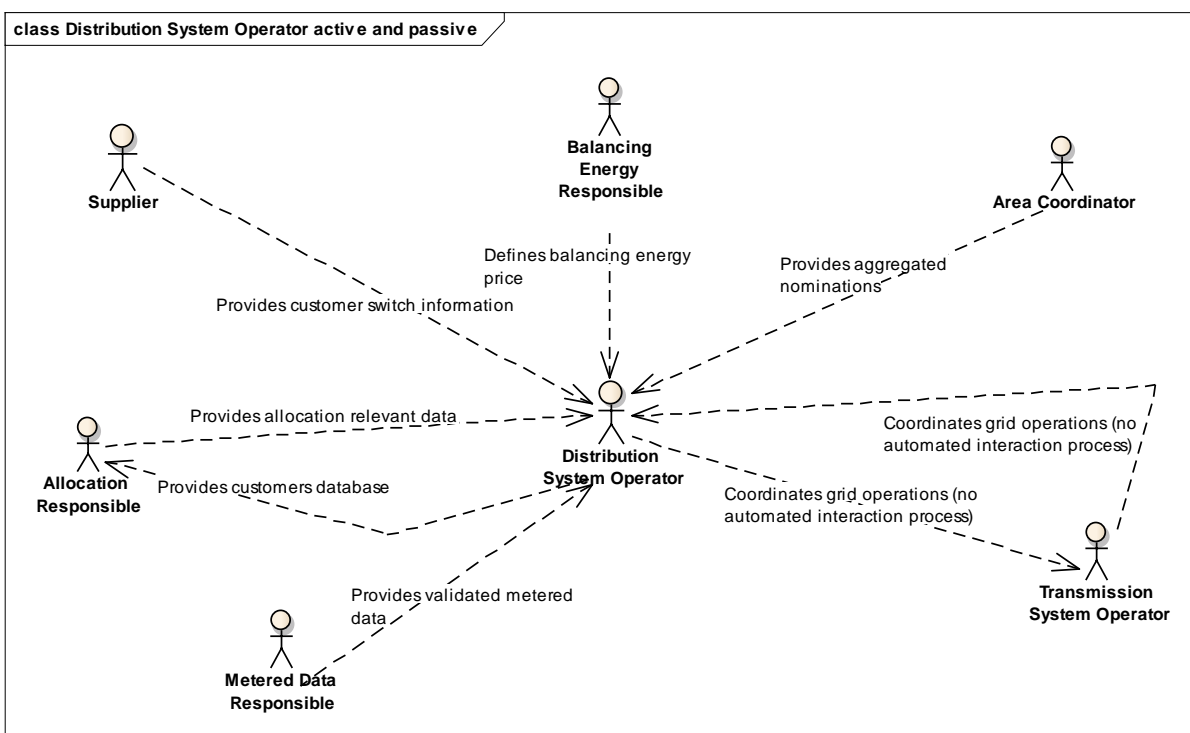 class Distribution System Operator active and passive
Balancing
Energy
Responsible
Supplier
Area Coordinator
Defines balancing energy
price
Provides aggregated
nominations
Provides customer switch information
Provides allocation relevant data
Coordinates grid operations (no
automated interaction process)
Allocation
Responsible
Distribution
System Operator
Provides customers database
Coordinates grid operations (no
automated interaction process)
Provides validated metered
data
Transmission
System Operator
Metered Data
Responsible